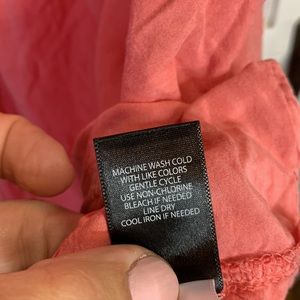 MACHINE WASH COLD
WITH LIKE COLORS
GENTLE CYCLE
USE NON-CHLORINE
BLEACH IF NEEDED
LINE DRY
COOL IRON IF NEEDED